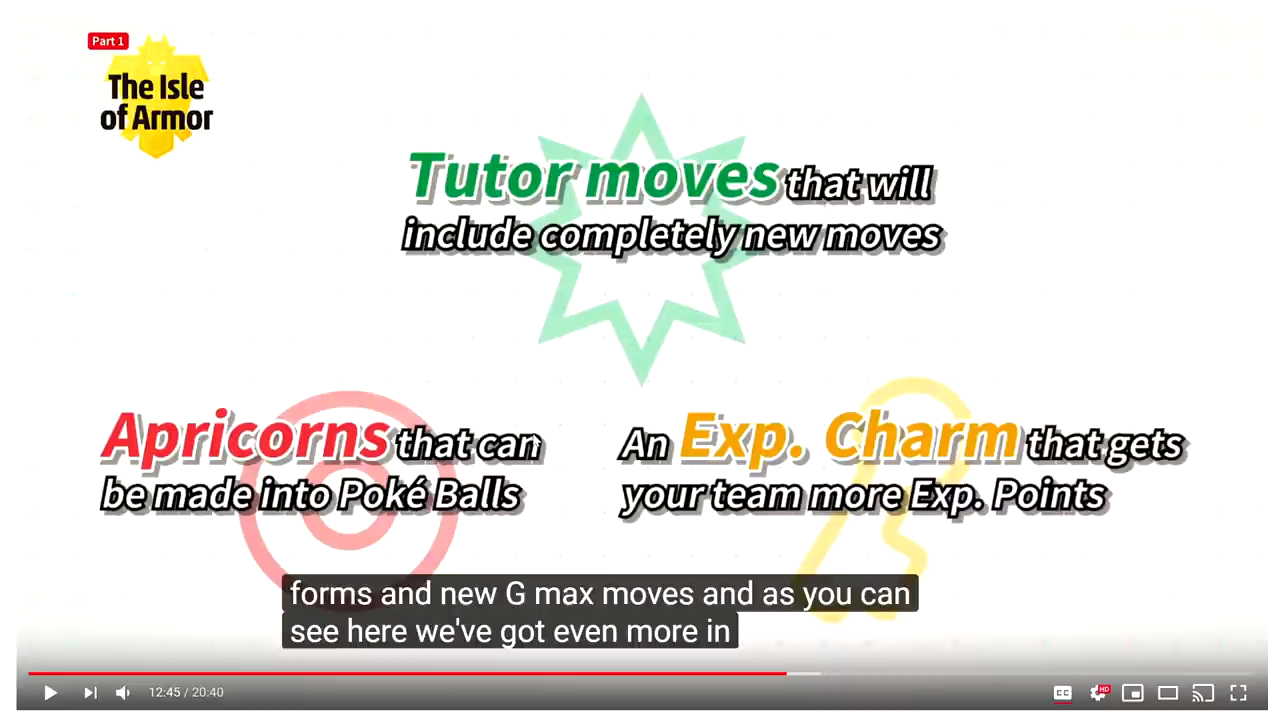 Part 1
The Isle
of Armor
Tutor moves that will
include completely new moves
Apricorns that can
be made into Poké Balls
An Exp. Charm that gets
your team more Exp. Points
forms and new G max moves and as you can
see here we've got even more in
12:45 / 20:40
CC
HD